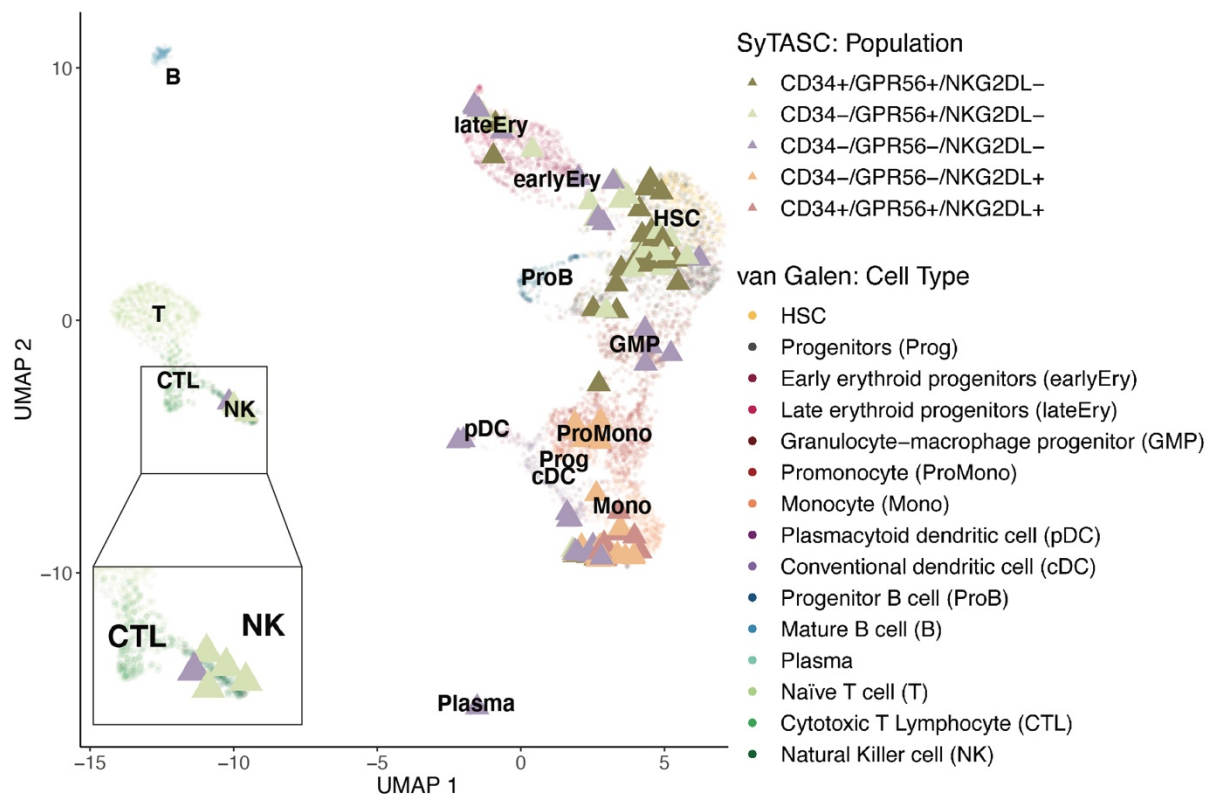 SyTASC: Population
CD34+/GPR56+/NKG2DL−
CD34−/GPR56+/NKG2DL−
CD34−/GPR56−/NKG2DL−
CD34−/GPR56−/NKG2DL+
CD34+/GPR56+/NKG2DL+
van Galen: Cell Type
HSC
Progenitors (Prog)
Early erythroid progenitors (earlyEry)
Late erythroid progenitors (lateEry)
Granulocyte−macrophage progenitor (GMP)
Promonocyte (ProMono)
Monocyte (Mono)
Plasmacytoid dendritic cell (pDC)
Conventional dendritic cell (cDC)
Progenitor B cell (ProB)
Mature B cell (B)
Plasma
Naïve T cell (T)
Cytotoxic T Lymphocyte (CTL)
Natural Killer cell (NK)
B
lateEry
earlyEry
HSC
ProB
T
GMP
CTL
NK
pDC
ProMono
Prog
cDC
Mono
CTL
NK
Plasma
10
0
−10
UMAP 2
−15
−10
−5
0
5
UMAP 1